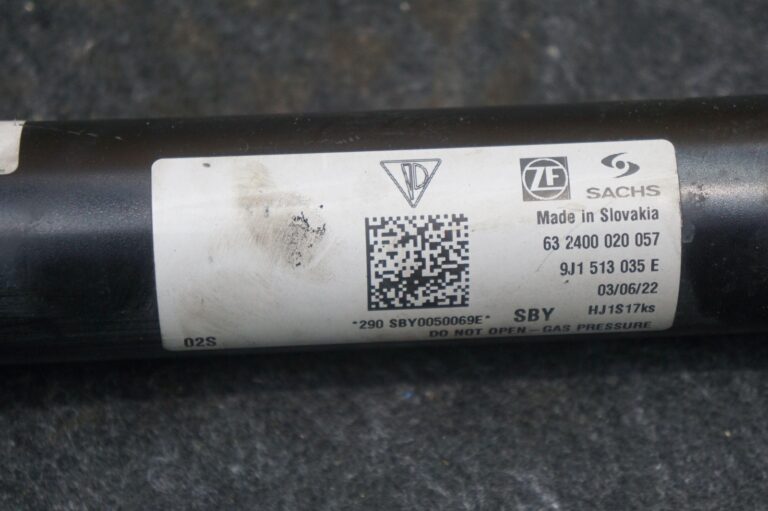 ZF
SACHS
Made in Slovakia
63 2400 020 057
9J1 513 035 E
03/06/22
*290 SBY0050069E* SBY HJ1S17ks
DO NOT OPEN-GAS PRESSURE
02S